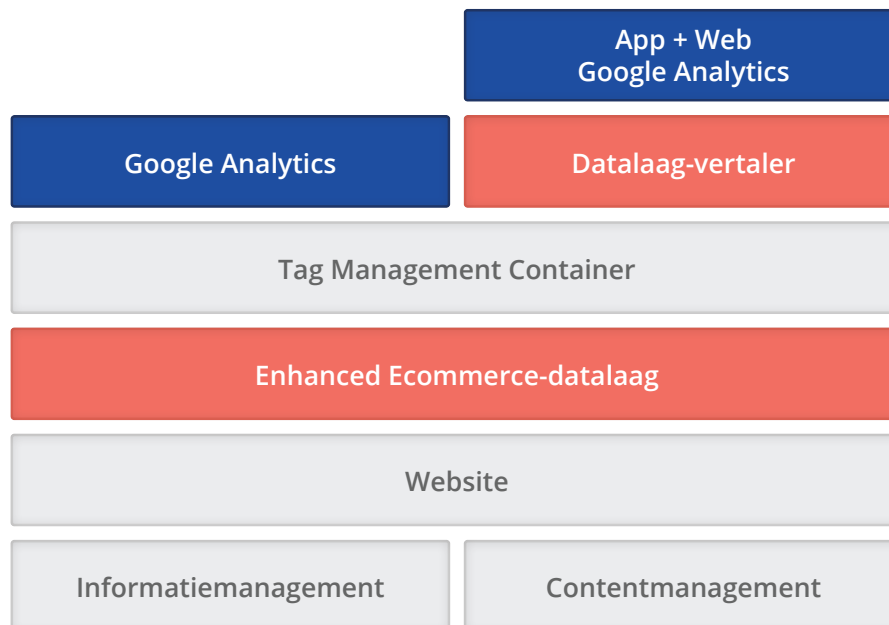 App + Web
Google Analytics
Google Analytics
Datalaag-vertaler
Tag Management Container
Enhanced Ecommerce-datalaag
Website
Informatiemanagement
Contentmanagement